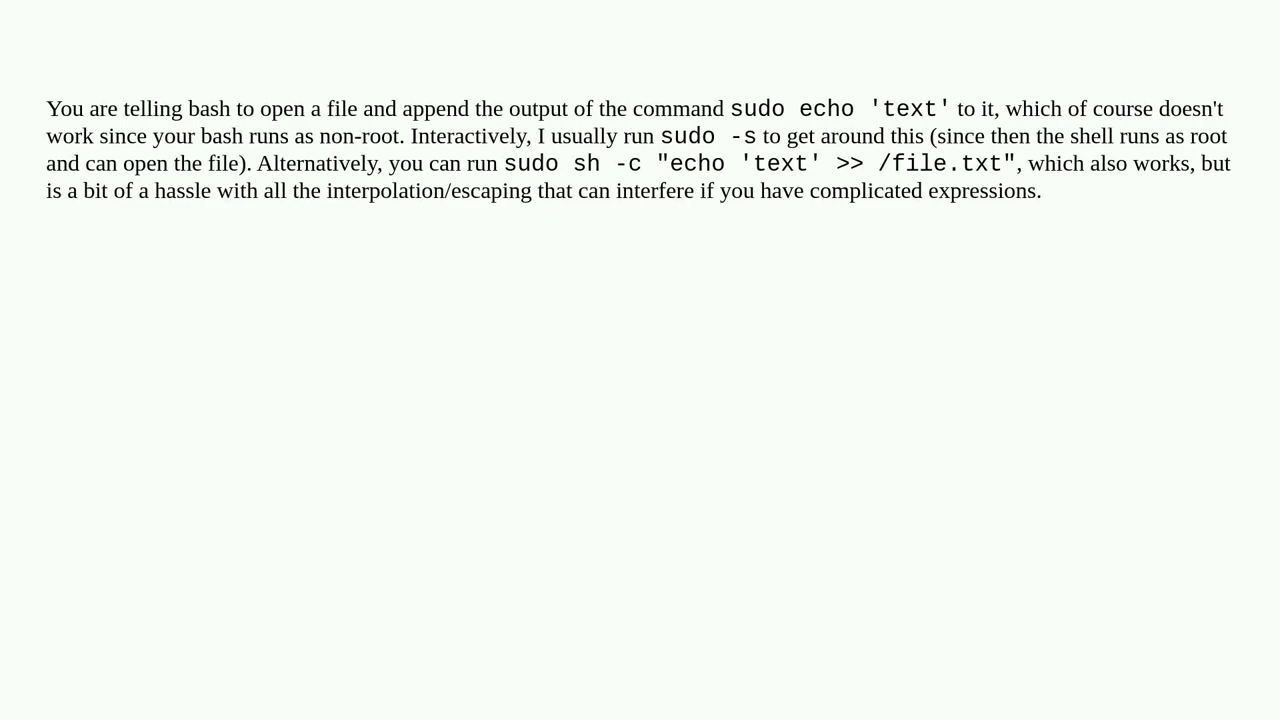 You are telling bash to open a file and append the output of the command sudo echo 'text' to it, which of course doesn't
work since your bash runs as non-root. Interactively, I usually run sudo -s to get around this (since then the shell runs as root
and can open the file). Alternatively, you can run sudo sh -c "echo 'text' >> /file.txt", which also works, but
is a bit of a hassle with all the interpolation/escaping that can interfere if you have complicated expressions.